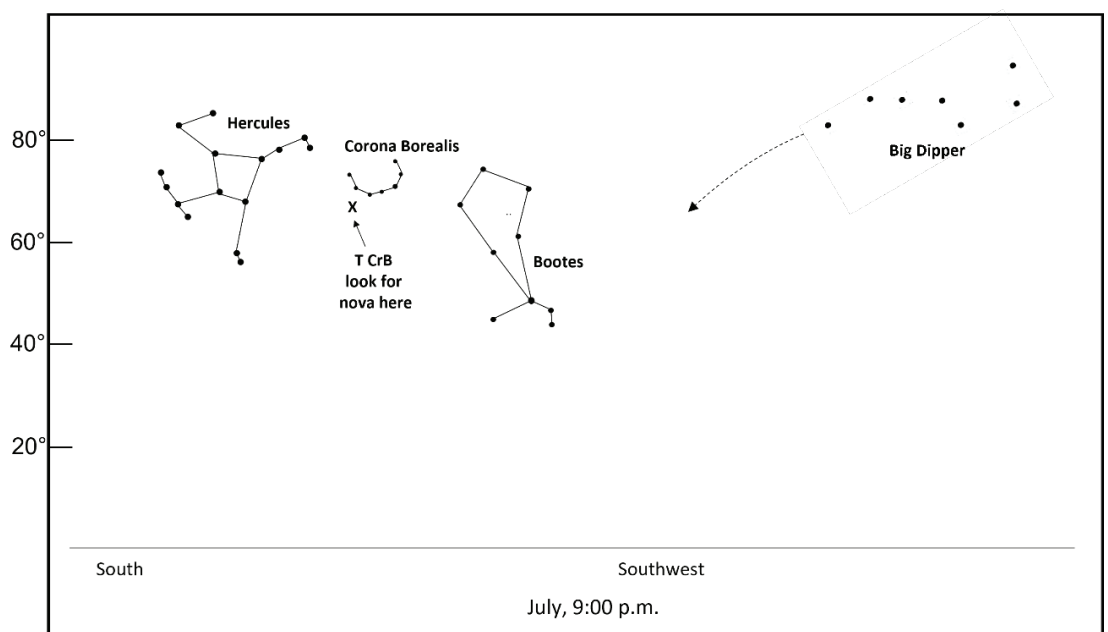 80°
60°
40°
20°
Hercules
Corona Borealis
Big Dipper
X
T CrB
look for
nova here
Bootes
South
Southwest
July, 9:00 p.m.